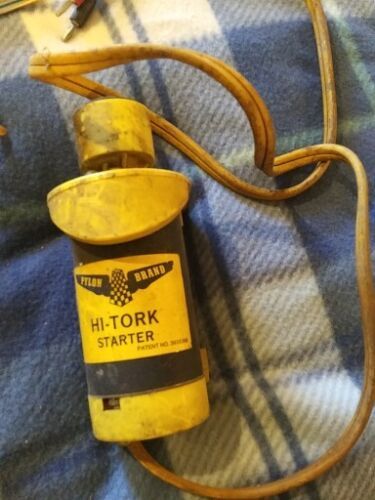 PYLON BRAND
HI-TORK
STARTER
PATENT NO.